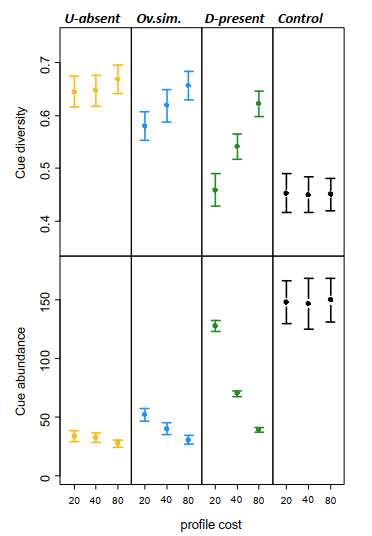 U-absent Ov.sim. D-present Control
Cue diversity
0.7
0.6
0.5
0.4
Cue abundance
150
100
50
0
20 40 80 20 40 80 20 40 80 20 40 80
profile cost